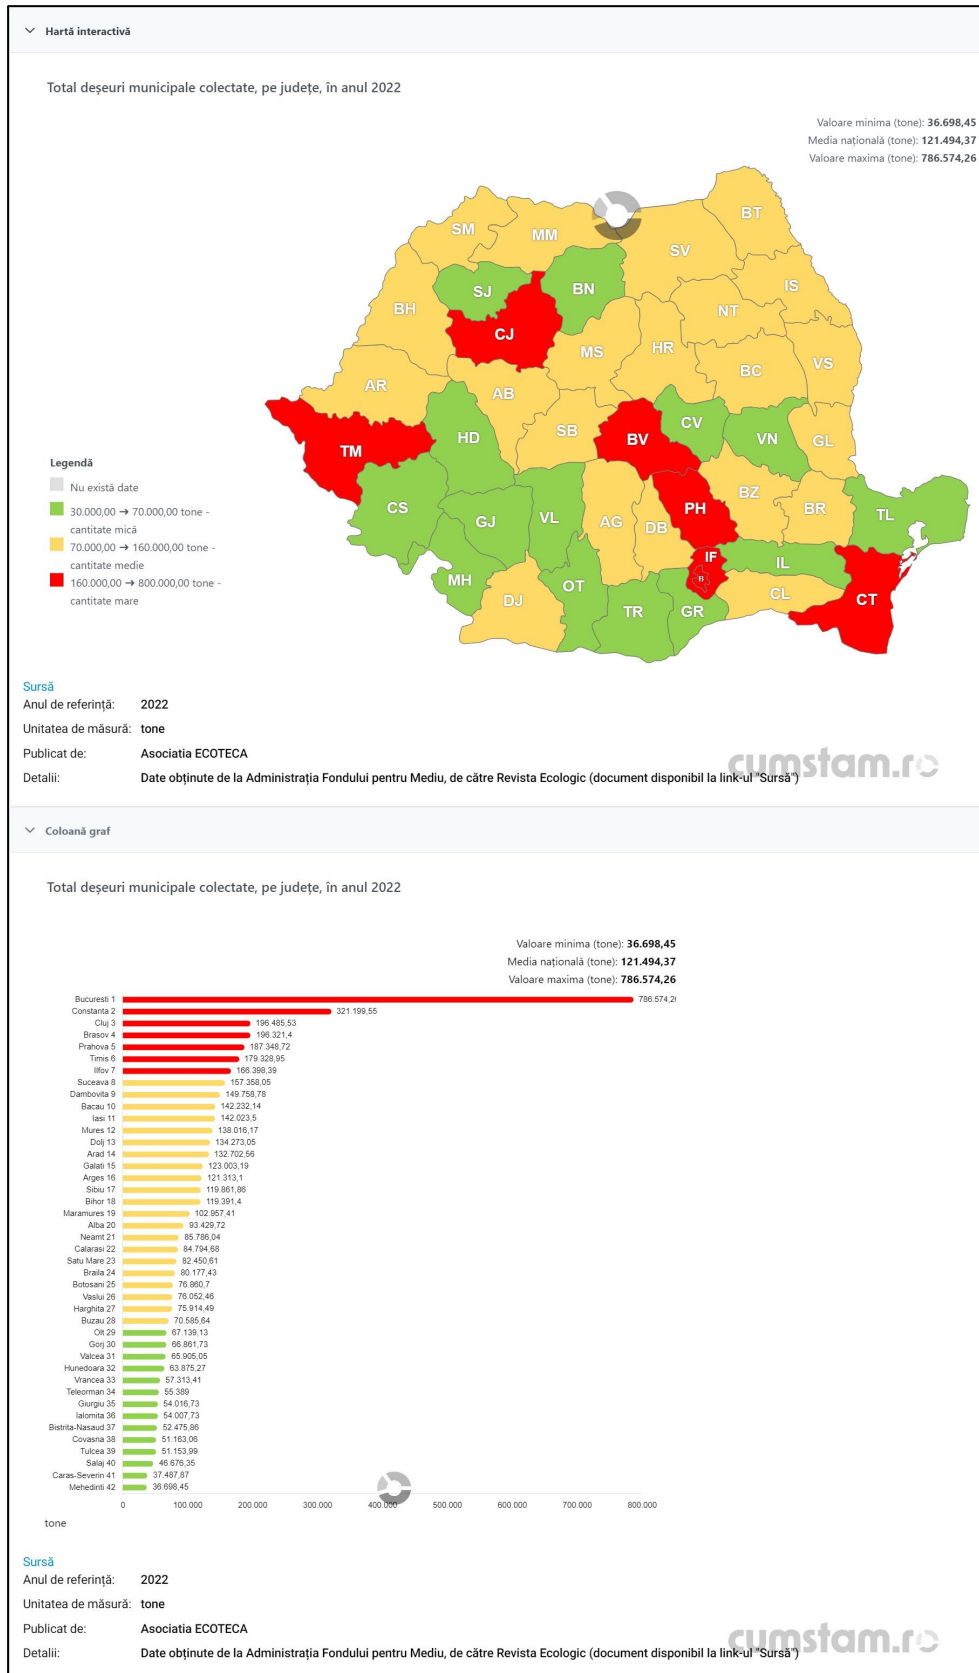 Hartă interactivă
Total deșeuri municipale colectate, pe județe, în anul 2022
Valoare minima (tone): 36.698,45
Media națională (tone): 121.494,37
Valoare maxima (tone): 786.574,26
BT
SM
MM
SV
IS
SJ
BN
BH
NT
CJ
MS
HR
BC
VS
AR
AB
CV
SB
BV
VN
GL
HD
TM
Legendă
Nu există date
30.000,00 → 70.000,00 tone -
cantitate mică
70.000,00 → 160.000,00 tone -
cantitate medie
160.000,00 → 800.000,00 tone -
cantitate mare
BZ
CS
PH
BR
TL
GJ
VL
AG
DB
IF
IL
MH
OT
B
CL
CT
DJ
TR
GR
Sursă
Anul de referință: 2022
Unitatea de măsură: tone
Publicat de: Asociatia ECOTECA
Detalii: Date obținute de la Administrația Fondului pentru Mediu, de către Revista Ecologic (document disponibil la link-ul "Sursă")
cumstam.ro
Coloană graf
Total deșeuri municipale colectate, pe județe, în anul 2022
Valoare minima (tone): 36.698,45
Media națională (tone): 121.494,37
Valoare maxima (tone): 786.574,26
Bucuresti 1 786.574,2
Constanta 2 321.199,55
Cluj 3 196.485,53
Brasov 4 196.321,4
Prahova 5 187.348,72
Timis 6 179.328,95
Ilfov 7 166.398,39
Suceava 8 157.358,05
Dambovita 9 149.758,78
Bacau 10 142.232,14
Iasi 11 142.023,5
Mures 12 138.016,17
Dolj 13 134.273,05
Arad 14 132.702,56
Galati 15 123.003,19
Arges 16 121.313,1
Sibiu 17 119.861,86
Bihor 18 119.391,4
Maramures 19 102.957,41
Alba 20 93.429,72
Neamt 21 85.786,04
Calarasi 22 84.794,68
Satu Mare 23 82.450,61
Braila 24 80.177,43
Botosani 25 76.860,7
Vaslui 26 76.052,46
Harghita 27 75.914,49
Buzau 28 70.585,64
Olt 29 67.139,13
Gorj 30 66.861,73
Valcea 31 65.905,05
Hunedoara 32 63.875,27
Vrancea 33 57.313,41
Teleorman 34 55.389
Giurgiu 35 54.016,73
Ialomita 36 54.007,73
Bistrita-Nasaud 37 52.475,86
Covasna 38 51.163,06
Tulcea 39 51.153,99
Salaj 40 46.676,35
Caras-Severin 41 37.487,87
Mehedinti 42 36.698,45
0 100.000 200.000 300.000 400.000 500.000 600.000 700.000 800.000
tone
Sursă
Anul de referință: 2022
Unitatea de măsură: tone
Publicat de: Asociatia ECOTECA
Detalii: Date obținute de la Administrația Fondului pentru Mediu, de către Revista Ecologic (document disponibil la link-ul "Sursă")
cumstam.ro